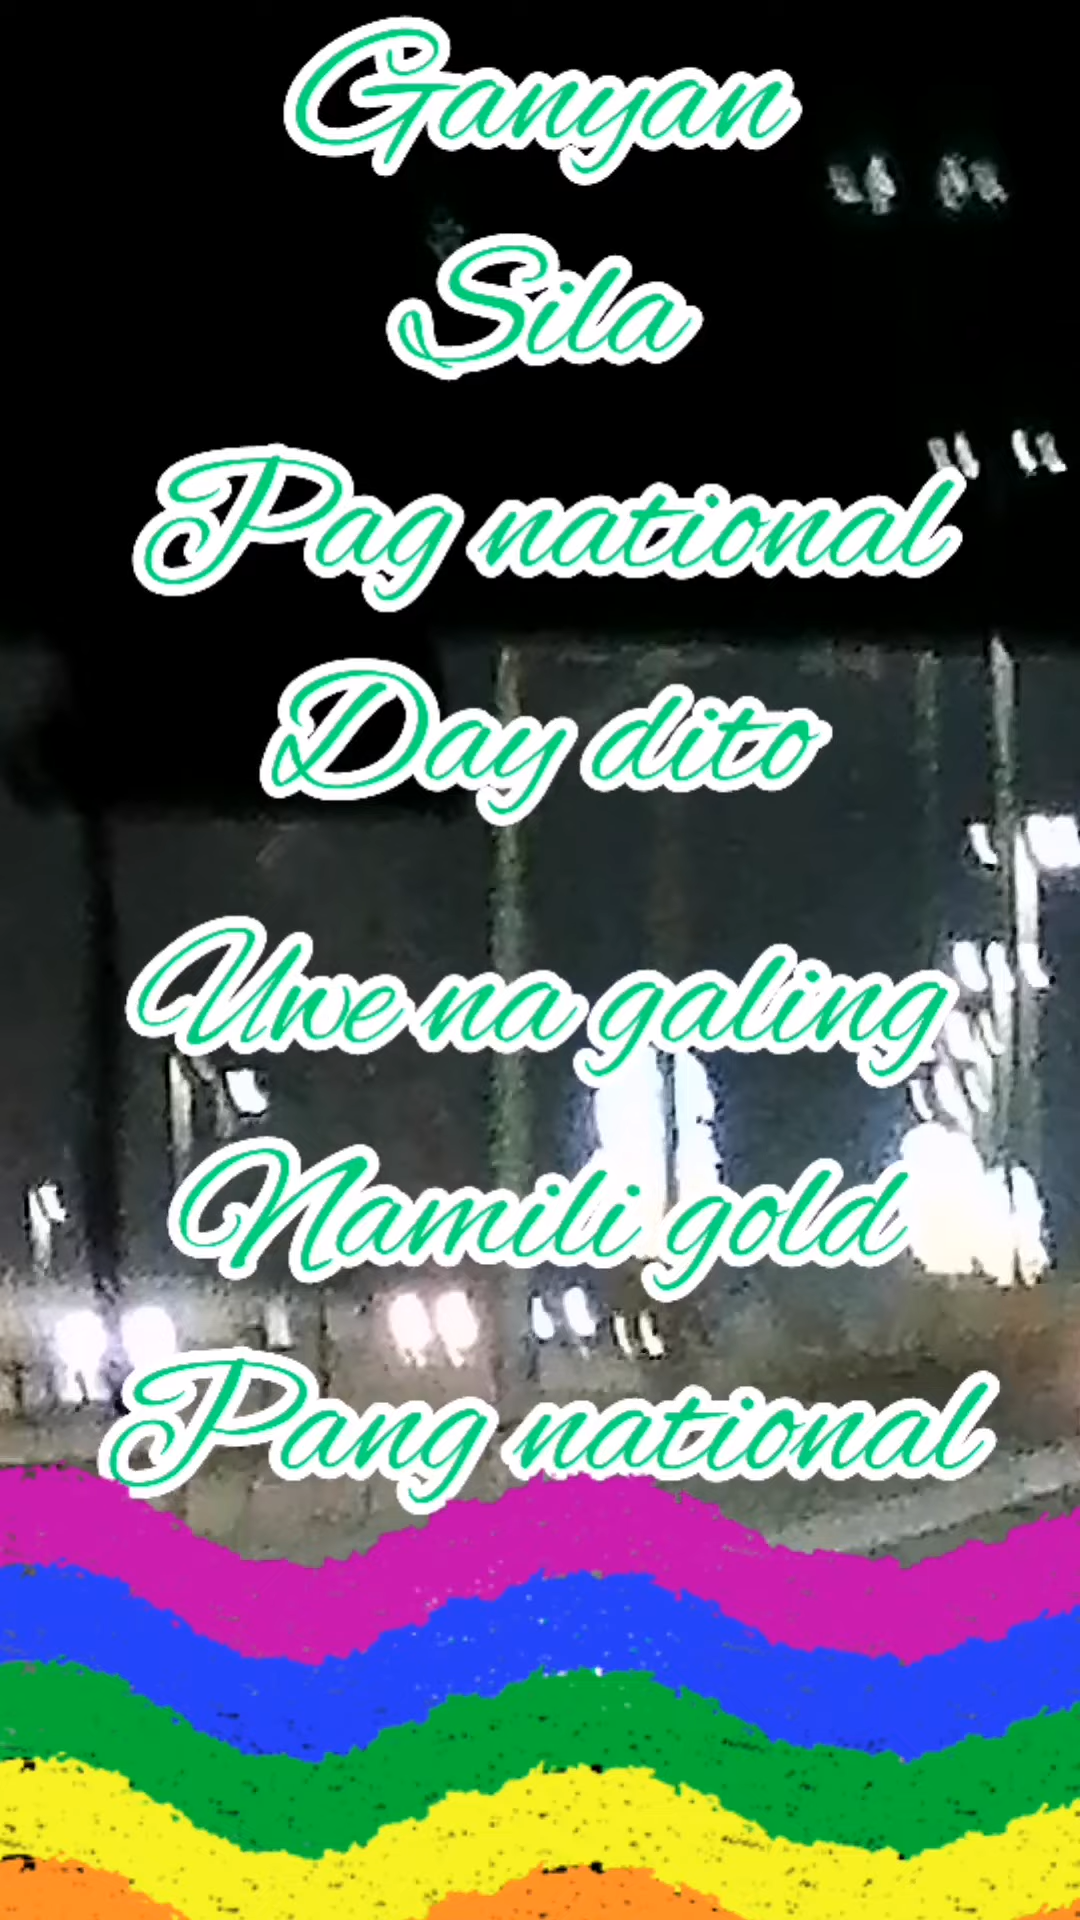 Ganyan
Sila
Pag national
Day dito
Uwe na galing
Namili gold
Pang national